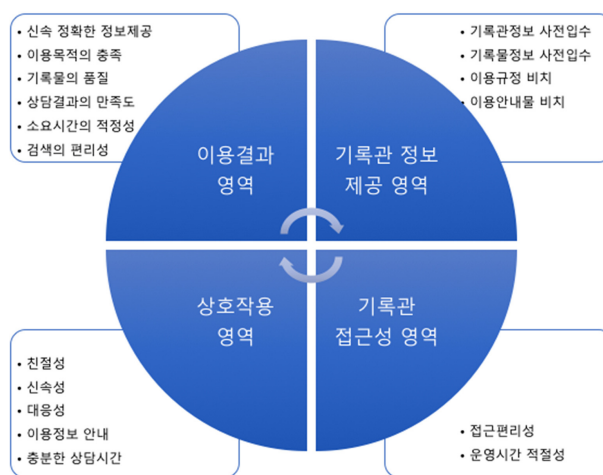 • 신속 정확한 정보제공
• 이용목적의 충족
• 기록물의 품질
• 상담결과의 만족도
• 소요시간의 적정성
• 검색의 편리성
• 기록관정보 사전입수
• 기록물정보 사전입수
• 이용규정 비치
• 이용안내물 비치
이용결과
영역
기록관 정보
제공 영역
상호작용
영역
기록관
접근성 영역
• 친절성
• 신속성
• 대응성
• 이용정보 안내
• 충분한 상담시간
• 접근편리성
• 운영시간 적절성